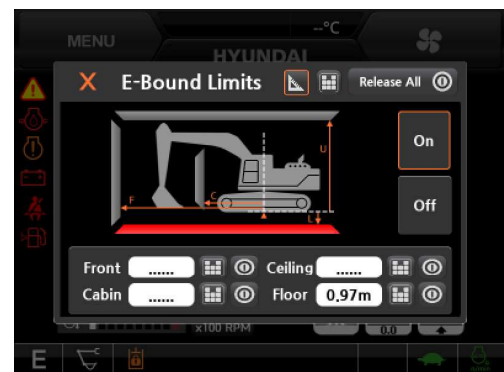 --°C
MENU
HYUNDAI
X E-Bound Limits Release All
U
On
F
C
L
Off
Front ...... Ceiling ......
Cabin ...... Floor 0.97m
x100 RPM
0.0
E